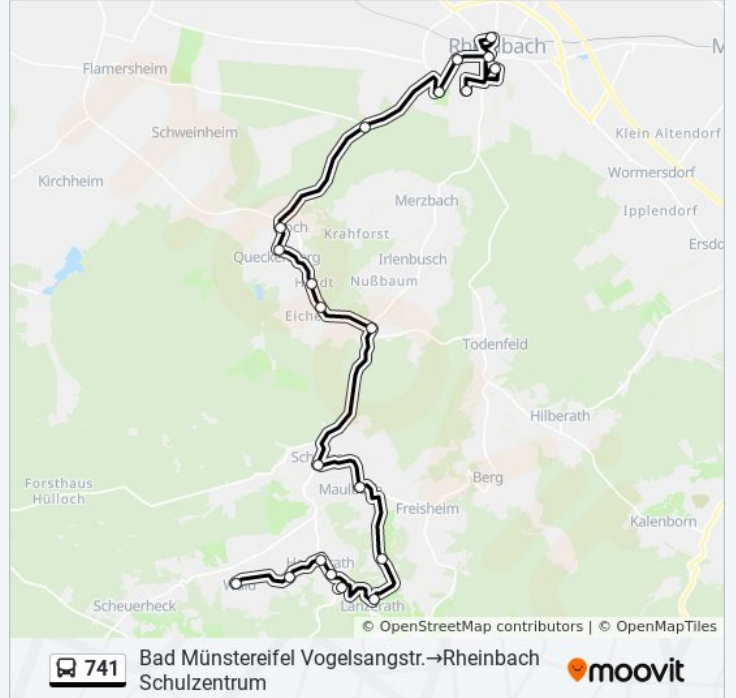 Rheinbach
M
Flamersheim
Schweinheim
Klein Altendorf
Kirchheim
Wormersdorf
Merzbach
Ipplendorf
Krahforst
Ersdo
Irlenbusch
Nußbaum
Todenfeld
Hilberath
Berg
Forsthaus
Hülloch
Freisheim
Kalenborn
Scheuerheck
Lanzerath
© OpenStreetMap contributors | © OpenMapTiles
741
Bad Münstereifel Vogelsangstr.→Rheinbach
Schulzentrum
moovit